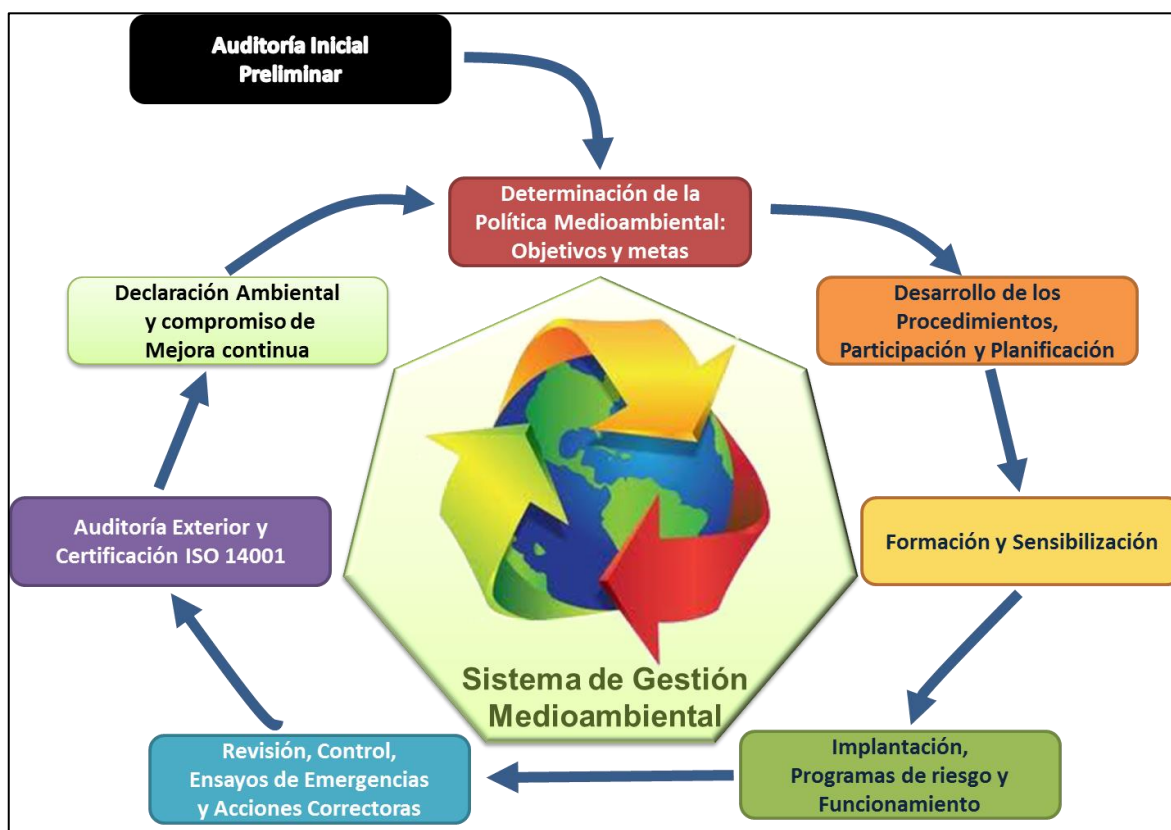 Auditoría Inicial
Preliminar
Determinación de la
Política Medioambiental:
Objetivos y metas
Desarrollo de los
Procedimientos,
Participación y Planificación
Formación y Sensibilización
Implantación,
Programas de riesgo y
Funcionamiento
Revisión, Control,
Ensayos de Emergencias
y Acciones Correctoras
Auditoría Exterior y
Certificación ISO 14001
Declaración Ambiental
y compromiso de
Mejora continua
Sistema de Gestión
Medioambiental